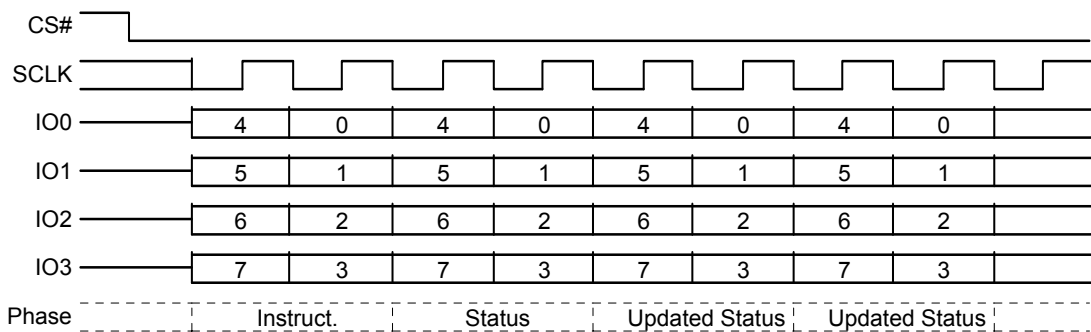 CS#
SCLK
IO0 4 0 4 0 4 0 4 0
IO1 5 1 5 1 5 1 5 1
IO2 6 2 6 2 6 2 6 2
IO3 7 3 7 3 7 3 7 3
Phase Instruct. Status Updated Status Updated Status